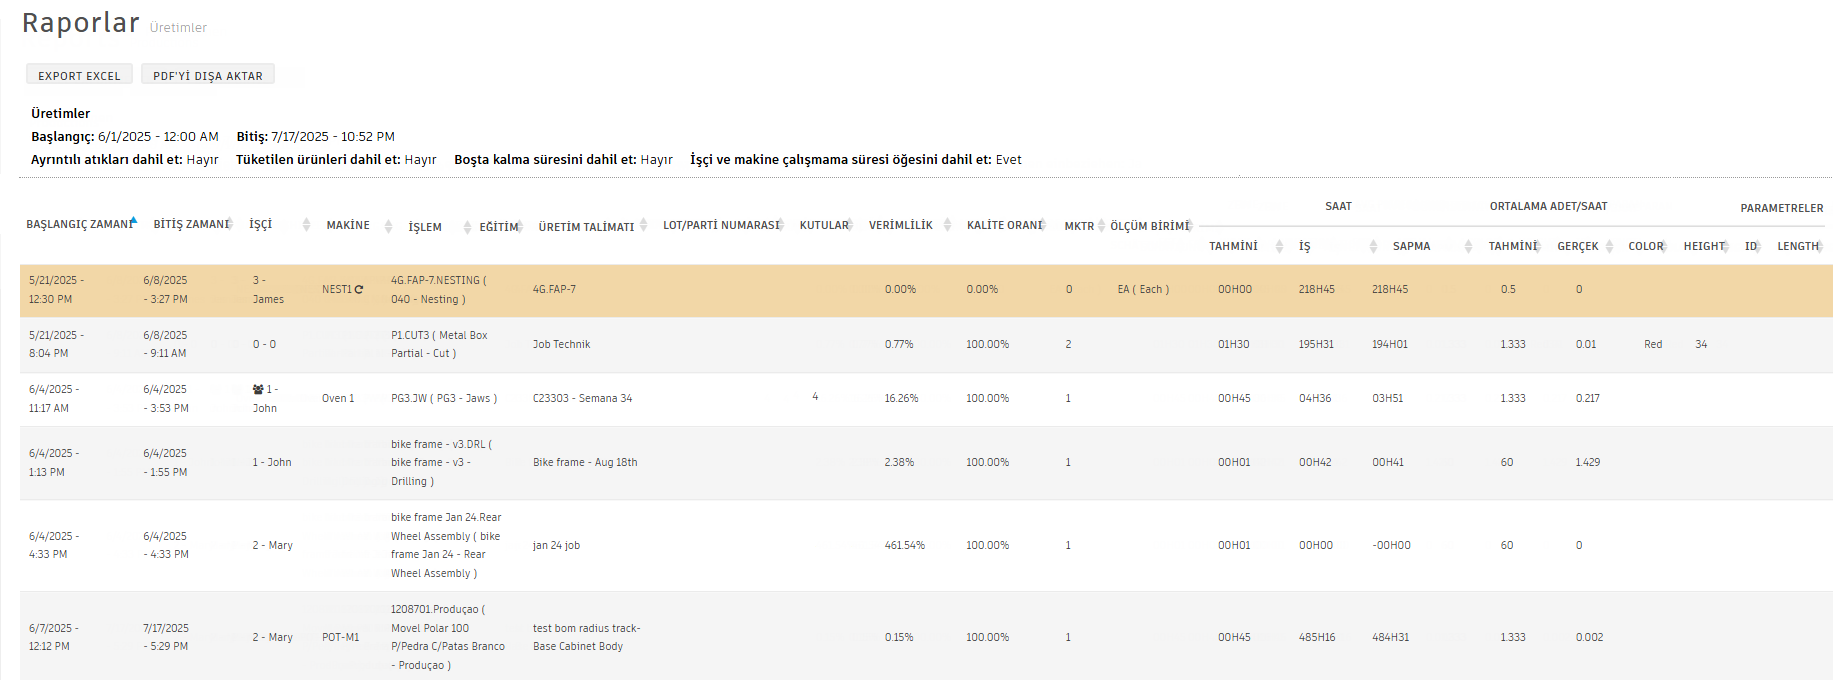 Raporlar Üretimler
EXPORT EXCEL PDF'Yİ DIŞA AKTAR
Üretimler
Başlangıç: 6/1/2025 - 12:00 AM Bitiş: 7/17/2025 - 10:52 PM
Ayrıntılı atıkları dahil et: Hayır Tüketilen ürünleri dahil et: Hayır Boşta kalma süresini dahil et: Hayır İşçi ve makine çalışmama süresi öğesini dahil et: Evet
SAAT ORTALAMA ADET/SAAT PARAMETRELER
BAŞLANGIÇ ZAMANI BİTİŞ ZAMANI İŞÇİ MAKİNE İŞLEM EĞİTİM ÜRETİM TALİMATI LOT/PARTİ NUMARASI KUTULAR VERİMLİLİK KALİTE ORANI MKTR ÖLÇÜM BİRİMİ
TAHMİNİ İŞ SAPMA TAHMİNİ GERÇEK COLOR HEIGHT ID LENGTH
5/21/2025 - 6/8/2025 3 - 4G.FAP-7.NESTING (
NEST1 4G.FAP-7 0.00% 0.00% 0 EA ( Each ) 00H00 218H45 218H45 0.5 0
12:30 PM - 3:27 PM James 040 - Nesting )
5/21/2025 - 6/8/2025 P1.CUT3 ( Metal Box
0 - 0 Job Technik 0.77% 100.00% 2 01H30 195H31 194H01 1.333 0.01 Red 34
8:04 PM - 9:11 AM Partial - Cut )
6/4/2025 - 6/4/2025 1 -
Oven 1 PG3.JW ( PG3 - Jaws ) C23303 - Semana 34 4 16.26% 100.00% 1 00H45 04H36 03H51 1.333 0.217
11:17 AM - 3:53 PM John
bike frame - v3.DRL (
6/4/2025 - 6/4/2025
1 - John bike frame - v3 - Bike frame - Aug 18th 2.38% 100.00% 1 00H01 00H42 00H41 60 1.429
1:13 PM - 1:55 PM
Drilling )
bike frame Jan 24.Rear
6/4/2025 - 6/4/2025 Wheel Assembly ( bike
2 - Mary jan 24 job 461.54% 100.00% 1 00H01 00H00 -00H00 60 0
4:33 PM - 4:33 PM frame Jan 24 - Rear
Wheel Assembly )
1208701.Produçao (
6/7/2025 - 7/17/2025 Movel Polar 100 test bom radius track-
2 - Mary POT-M1 0.15% 100.00% 1 00H45 485H16 484H31 1.333 0.002
12:12 PM - 5:29 PM P/Pedra C/Patas Branco Base Cabinet Body
- Produçao )